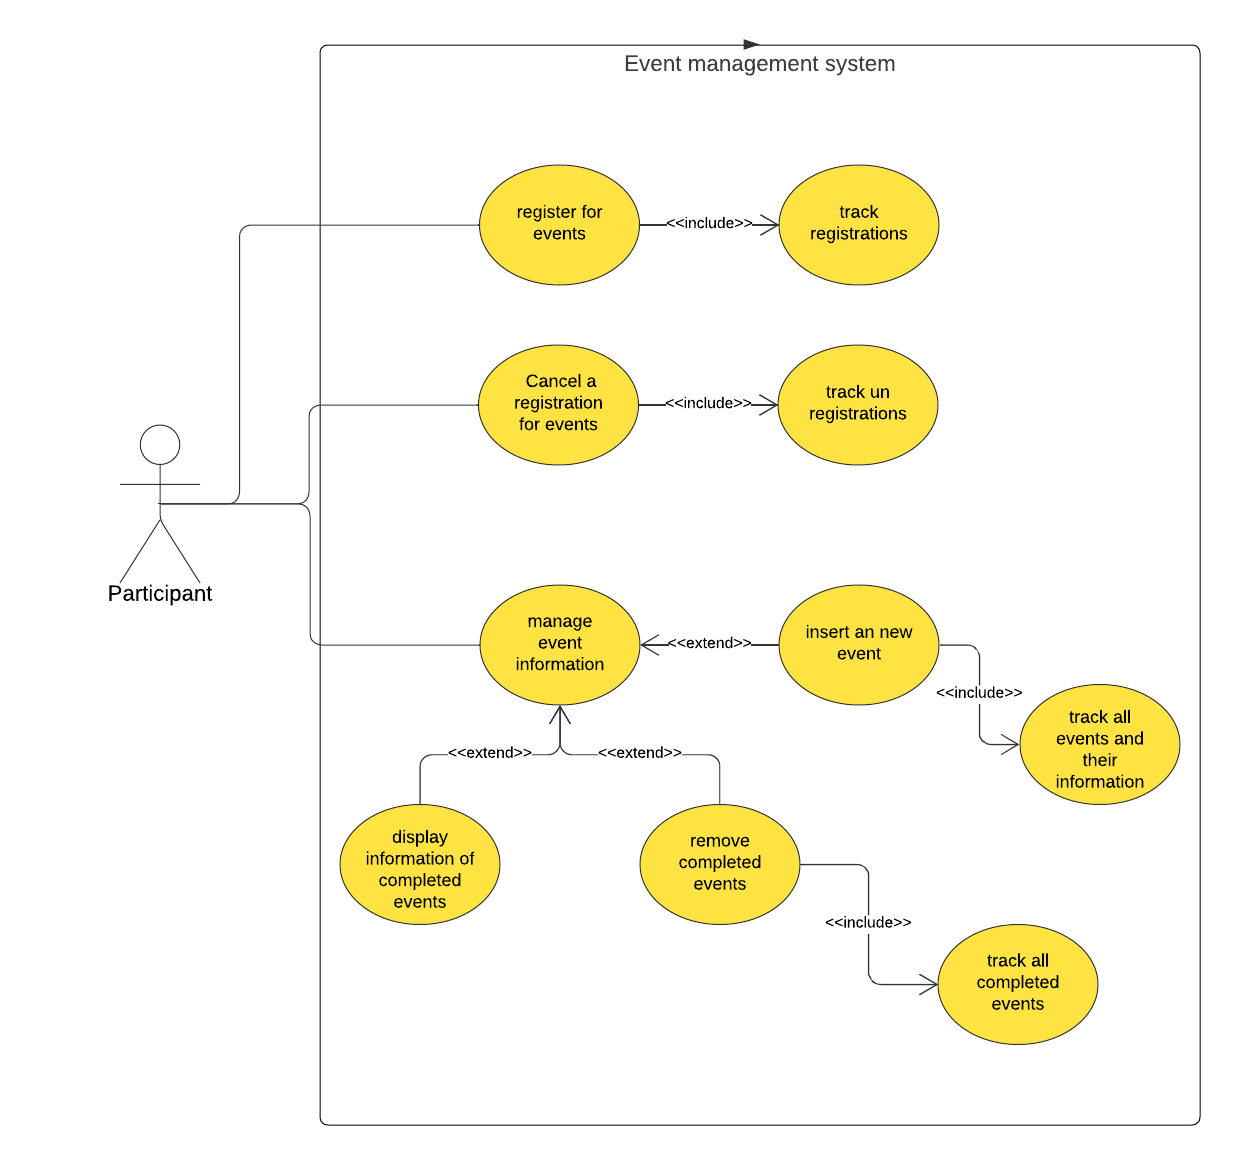 Event management system
register for
events
<<include>>
track
registrations
Cancel a
registration
for events
<<include>>
track un
registrations
Participant
manage
event
information
<<extend>>
insert an new
event
<<include>>
track all
events and
their
information
<<extend>>
<<extend>>
display
information of
completed
events
remove
completed
events
<<include>>
track all
completed
events